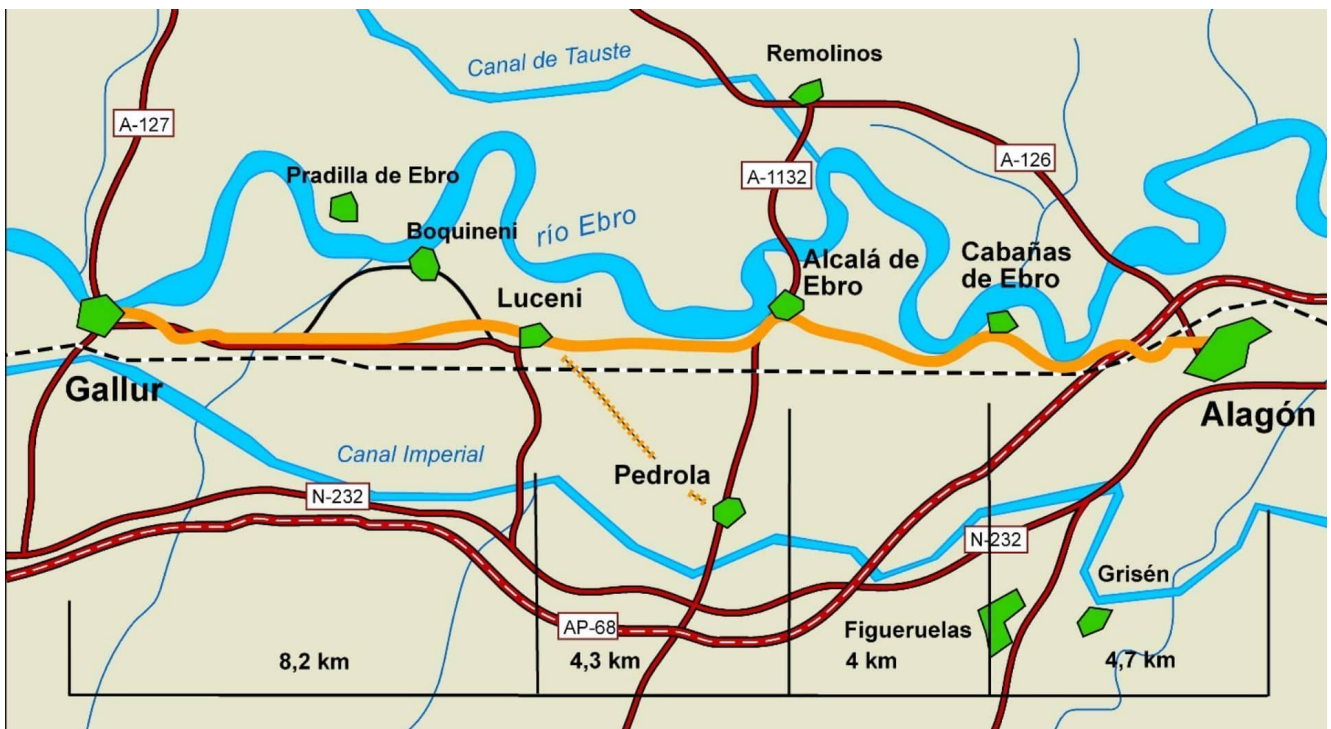 Remolinos
Canal de Tauste
A-127
A-126
Pradilla de Ebro
A-1132
Boquineni
río Ebro
Alcalá de
Ebro
Cabañas
de Ebro
Luceni
Gallur
Alagón
Canal Imperial
Pedrola
N-232
N-232
Grisén
AP-68
Figueruelas
8,2 km
4,3 km
4 km
4,7 km